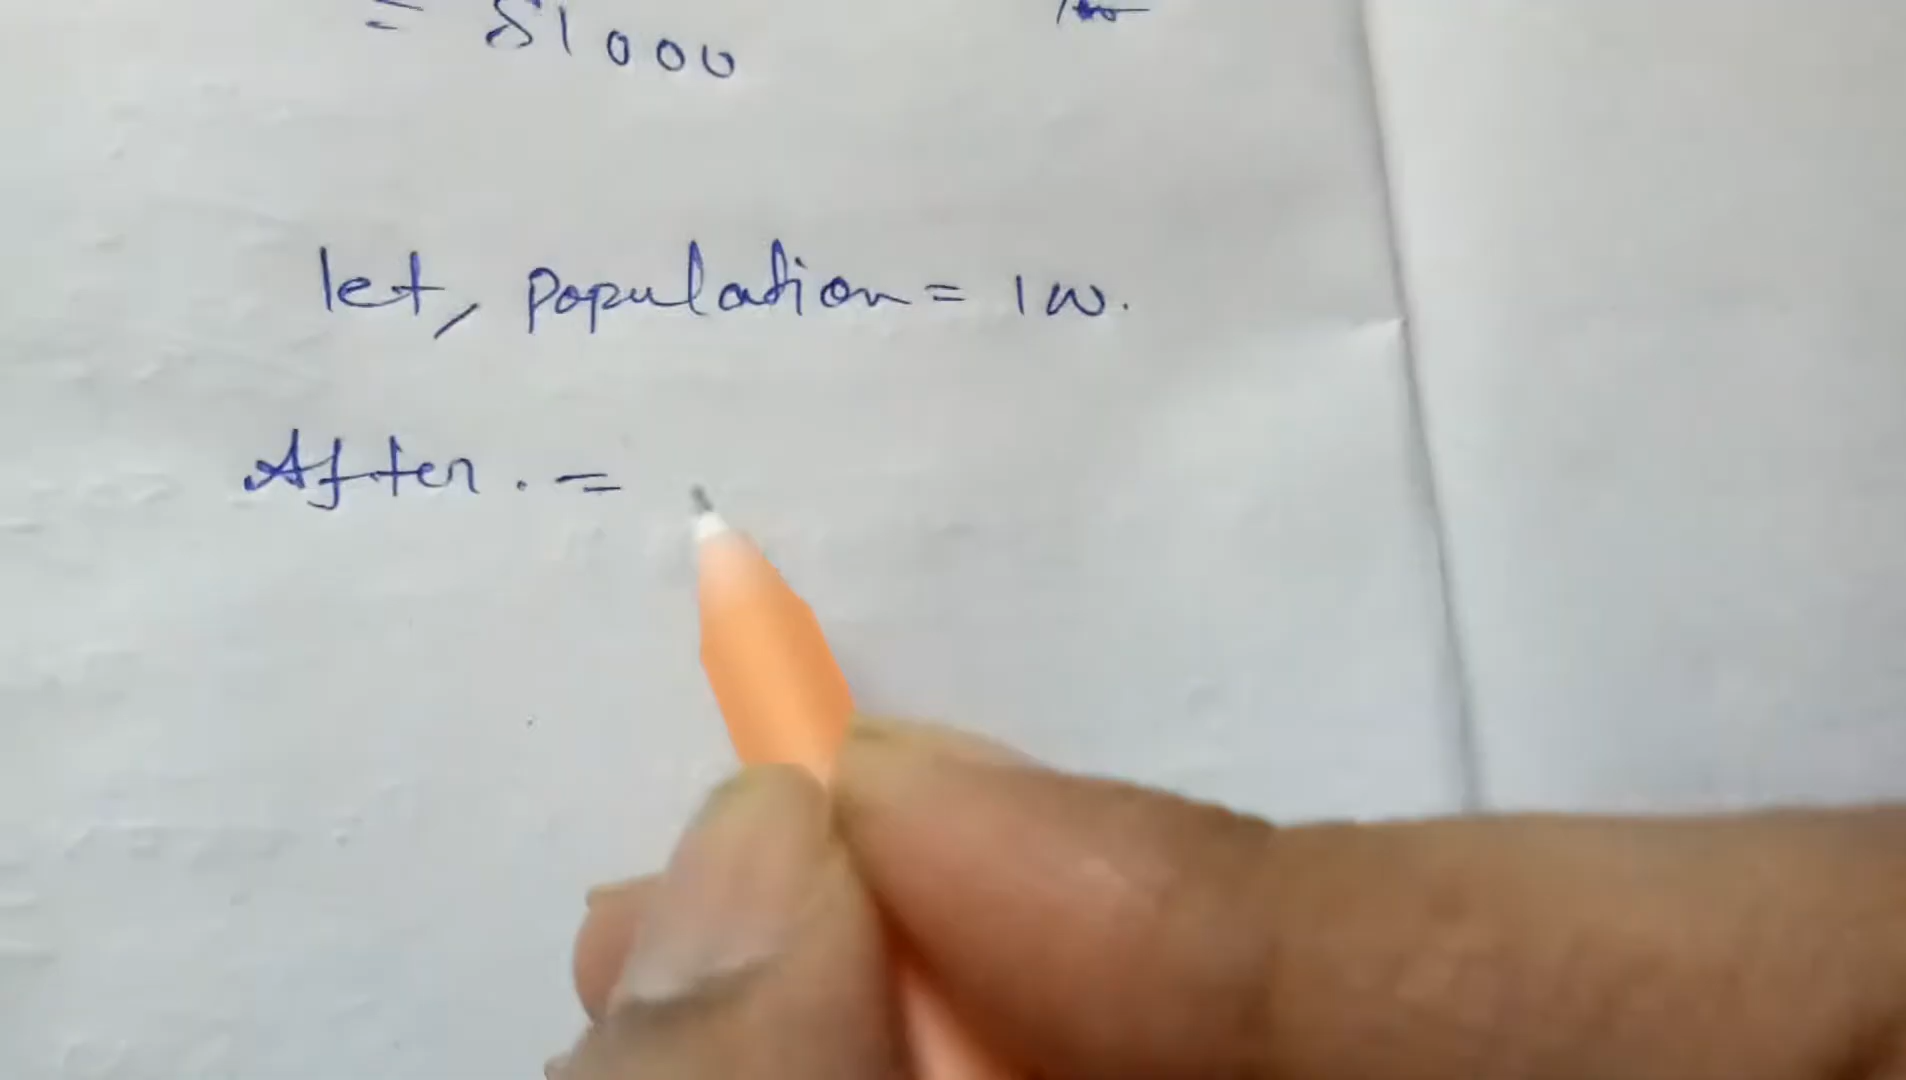 = 81000
let, population = 100.
After. =